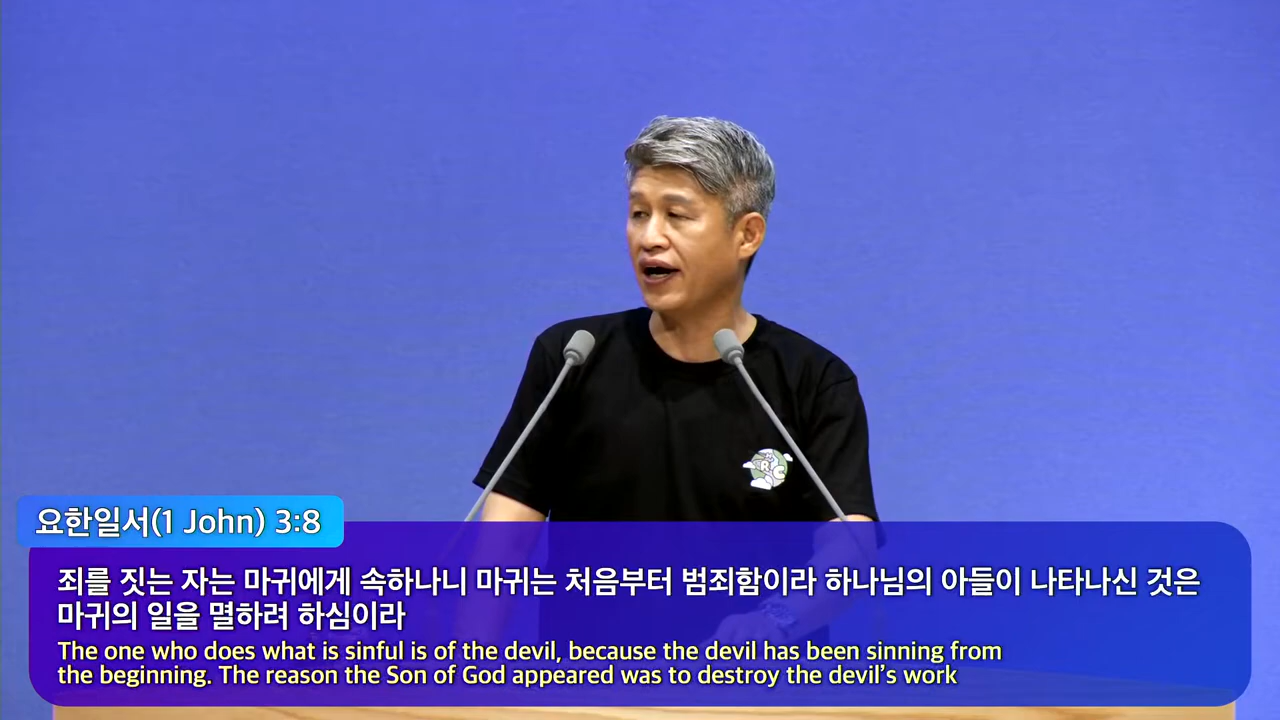 RC
요한일서(1 John) 3:8
죄를 짓는 자는 마귀에게 속하나니 마귀는 처음부터 범죄함이라 하나님의 아들이 나타나신 것은
마귀의 일을 멸하려 하심이라
The one who does what is sinful is of the devil, because the devil has been sinning from
the beginning. The reason the Son of God appeared was to destroy the devil’s work